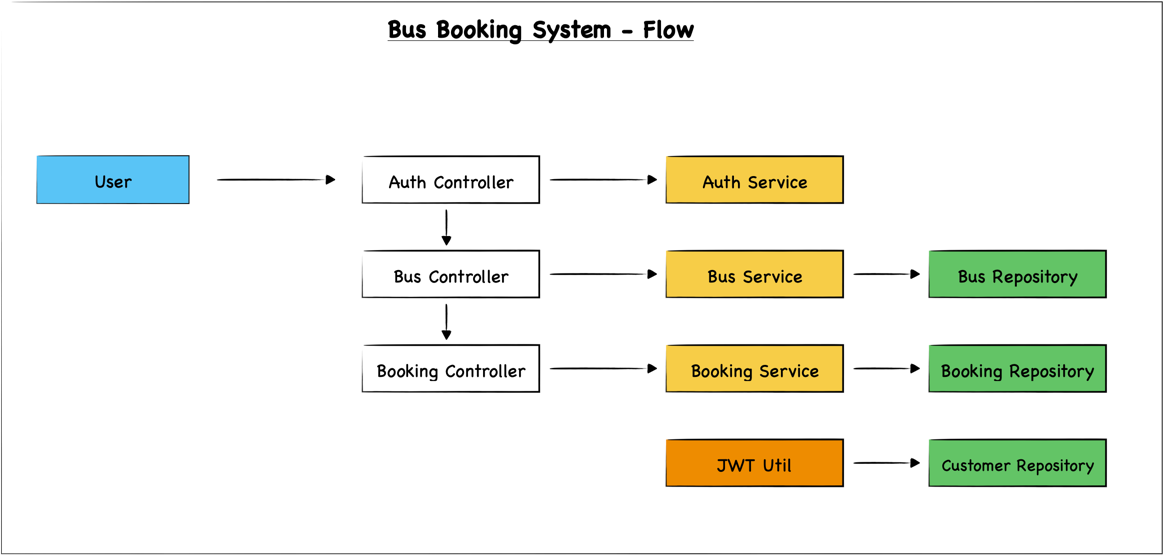 Bus Booking System - Flow
User
Auth Controller
Auth Service
Bus Controller
Bus Service
Bus Repository
Booking Controller
Booking Service
Booking Repository
JWT Util
Customer Repository